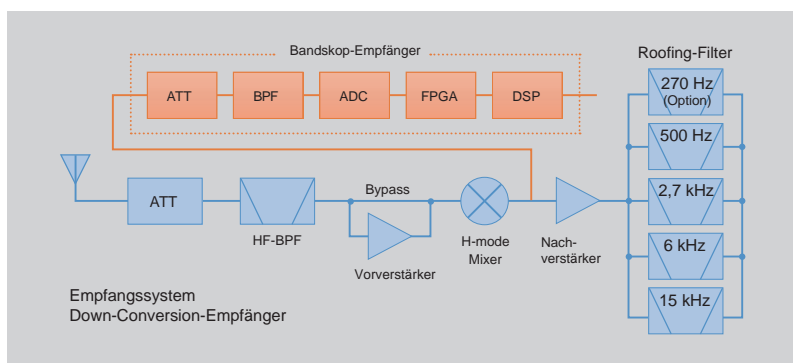 Bandskop-Empfänger
ATT
BPF
ADC
FPGA
DSP
Roofing-Filter
270 Hz
(Option)
500 Hz
2,7 kHz
6 kHz
15 kHz
ATT
HF-BPF
Bypass
Vorverstärker
H-mode
Mixer
Nach-
verstärker
Empfangssystem
Down-Conversion-Empfänger